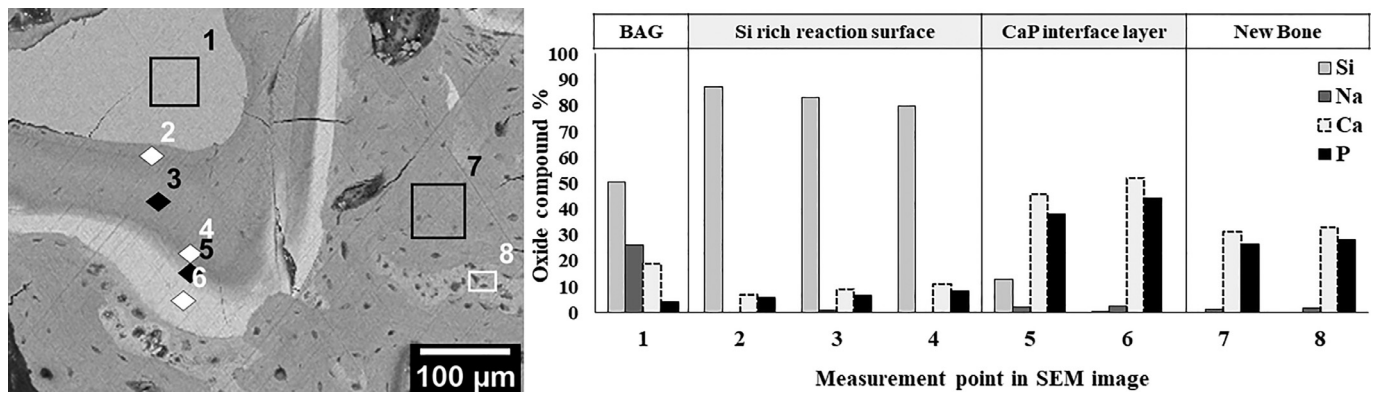 1
2
3
4
5
6
7
8
100 µm
BAG
Si rich reaction surface
CaP interface layer
New Bone
Oxide compound %
100
90
80
70
60
50
40
30
20
10
0
Si
Na
Ca
P
1 2 3 4 5 6 7 8
Measurement point in SEM image